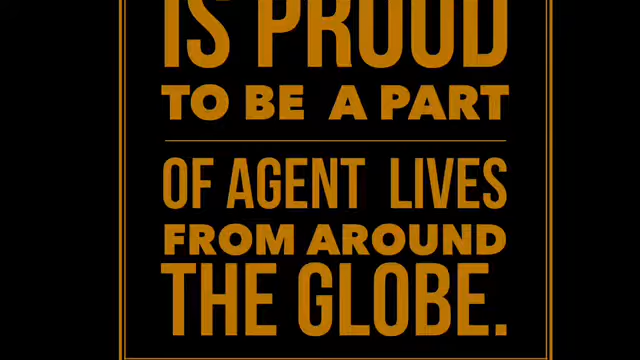 IS PROUD
TO BE A PART
OF AGENT LIVES
FROM AROUND
THE GLOBE.